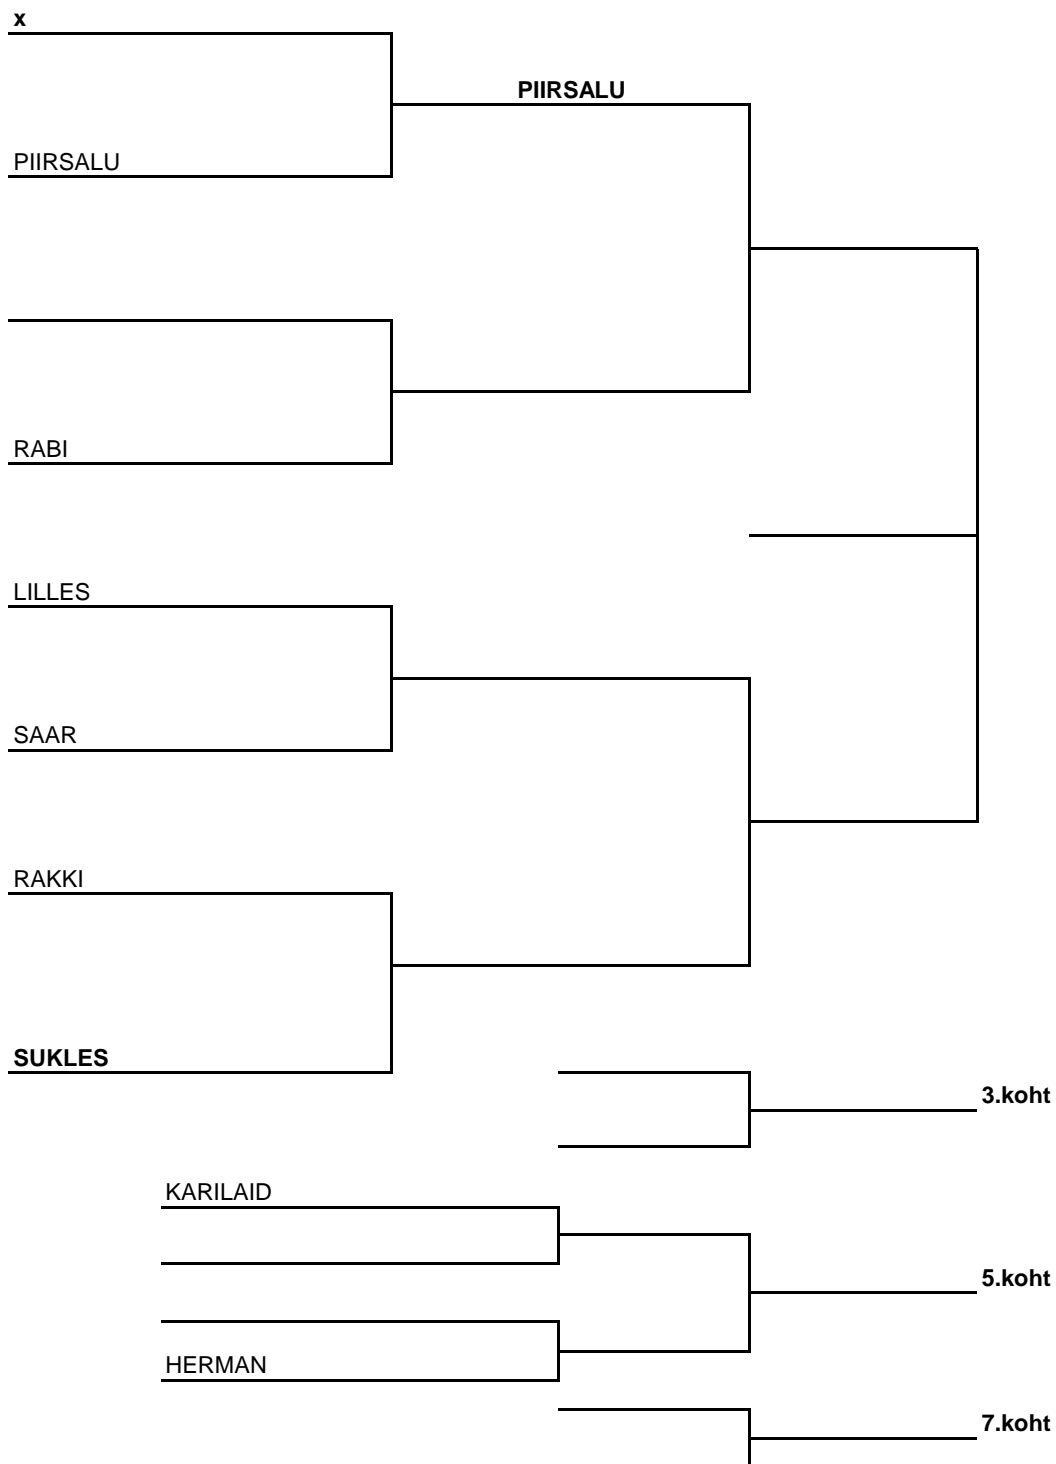 x
PIIRSALU
PIIRSALU
RABI
LILLES
SAAR
RAKKI
SUKLES
3.koht
KARILAID
5.koht
HERMAN
7.koht